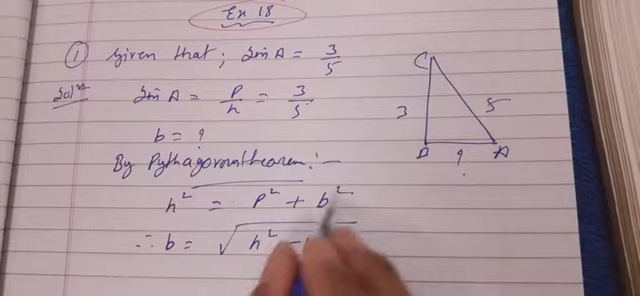 Ex 18
① Given that; Sin A = 3/5
Solⁿ Sin A = P/h = 3/5
b = ?
By Pythagoras theorem :-
h² = p² + b²
∴ b = √h² -
C
3 5
B ? A